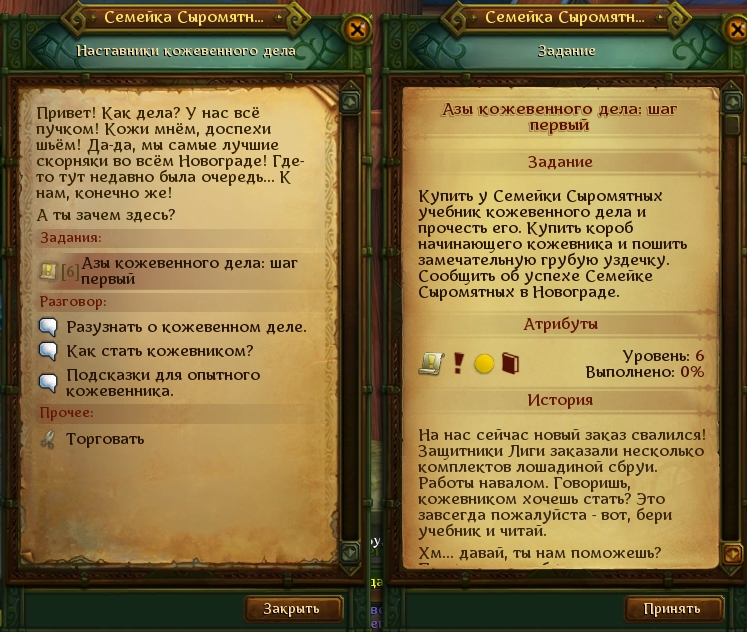 Семейка Сыромятн...
Наставники кожевенного дела
Привет! Как дела? У нас всё
пучком! Кожи мнём, доспехи
шьём! Да-да, мы самые лучшие
скорняки во всём Новограде! Где-
то тут недавно была очередь... К
нам, конечно же!
А ты зачем здесь?
Задания:
[6] Азы кожевенного дела: шаг
первый
Разговор:
Разузнать о кожевенном деле.
Как стать кожевником?
Подсказки для опытного
кожевенника.
Прочее:
Торговать
Закрыть
Семейка Сыромятн...
Задание
Азы кожевенного дела: шаг
первый
Задание
Купить у Семейки Сыромятных
учебник кожевенного дела и
прочесть его. Купить короб
начинающего кожевника и пошить
замечательную грубую уздечку.
Сообщить об успехе Семейке
Сыромятных в Новограде.
Атрибуты
Уровень: 6
Выполнено: 0%
История
На нас сейчас новый заказ свалился!
Защитники Лиги заказали несколько
комплектов лошадиной сбруи.
Работы навалом. Говоришь,
кожевником хочешь стать? Это
завсегда пожалуйста - вот, бери
учебник и читай.
Хм... давай, ты нам поможешь?
Принять